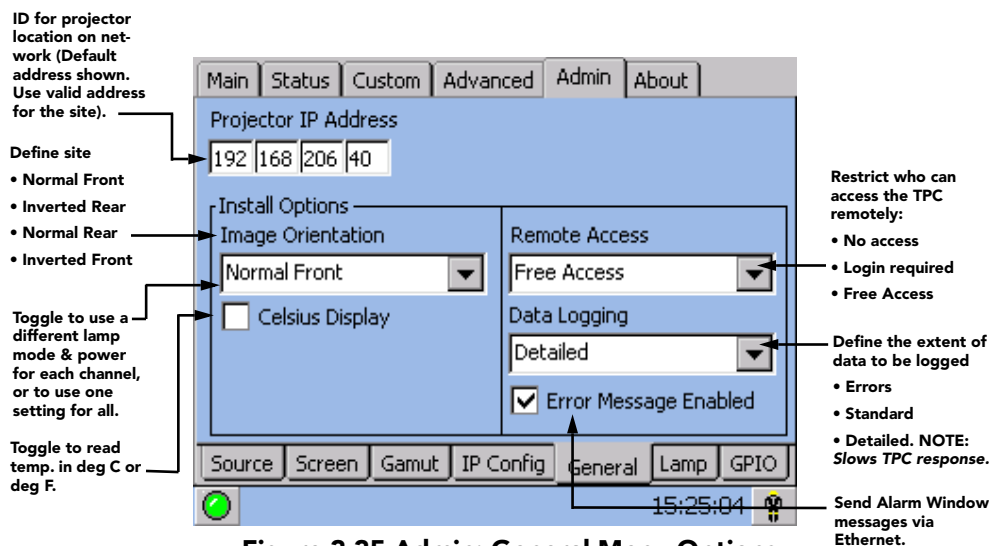 ID for projector
location on net-
work (Default
address shown.
Use valid address
for the site).
Define site
• Normal Front
• Inverted Rear
• Normal Rear
• Inverted Front
Toggle to use a
different lamp
mode & power
for each channel,
or to use one
setting for all.
Toggle to read
temp. in deg C or
deg F.
Main Status Custom Advanced Admin About
Projector IP Address
192 168 206 40
Install Options
Image Orientation
Normal Front
Celsius Display
Remote Access
Free Access
Data Logging
Detailed
Error Message Enabled
Source Screen Gamut IP Config General Lamp GPIO
15:25:04
Restrict who can
access the TPC
remotely:
• No access
• Login required
• Free Access
Define the extent of
data to be logged
• Errors
• Standard
• Detailed. NOTE:
Slows TPC response.
Send Alarm Window
messages via
Ethernet.
Admin: General Menu Options